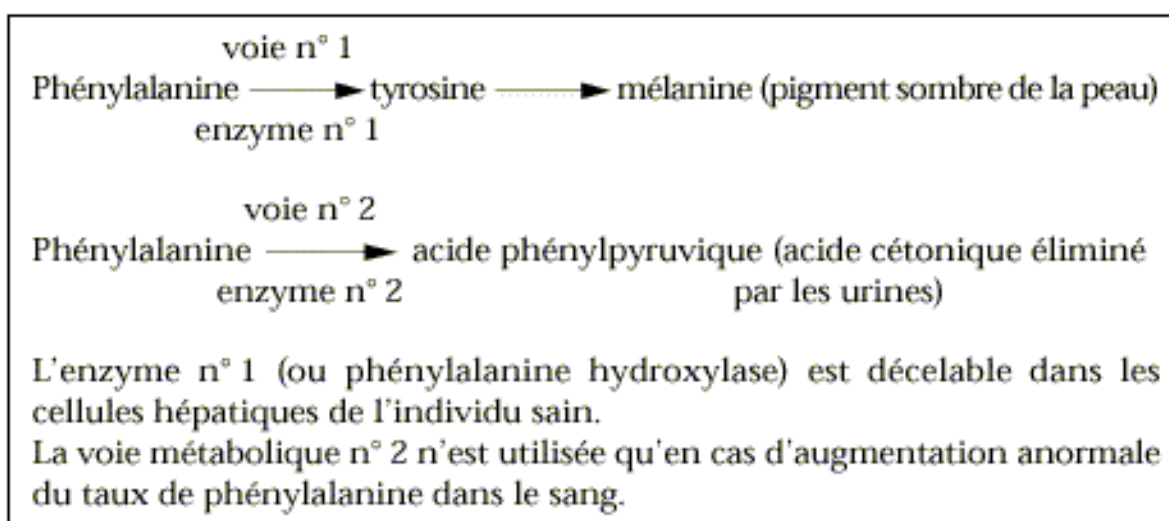 voie n° 1
Phénylalanine → tyrosine → mélanine (pigment sombre de la peau)
enzyme n° 1
voie n° 2
Phénylalanine → acide phénylpyruvique (acide cétonique éliminé
enzyme n° 2 par les urines)
L'enzyme n° 1 (ou phénylalanine hydroxylase) est décelable dans les
cellules hépatiques de l'individu sain.
La voie métabolique n° 2 n'est utilisée qu'en cas d'augmentation anormale
du taux de phénylalanine dans le sang.